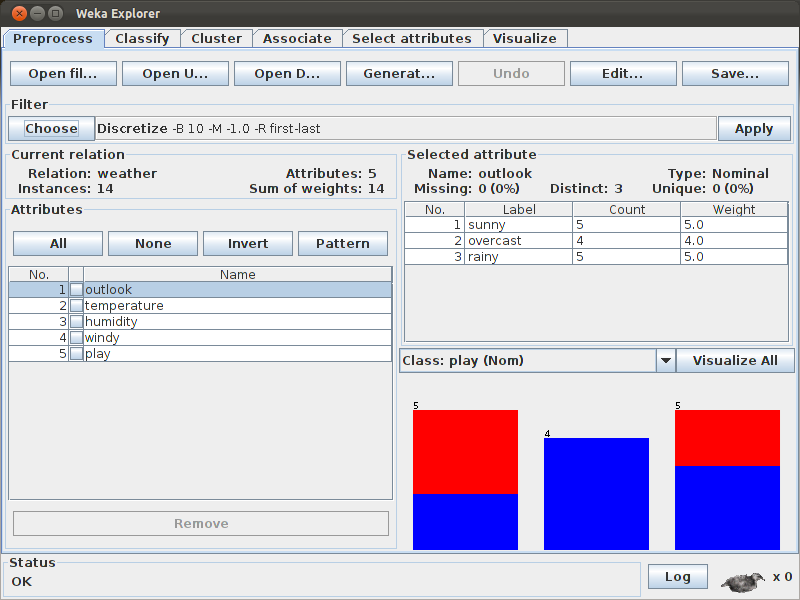 Weka Explorer
Preprocess Classify Cluster Associate Select attributes Visualize
Open fil... Open U... Open D... Generat... Undo Edit... Save...
Filter
Choose Discretize -B 10 -M -1.0 -R first-last Apply
Current relation
Relation: weather Attributes: 5
Instances: 14 Sum of weights: 14
Attributes
All None Invert Pattern
No. Name
1 outlook
2 temperature
3 humidity
4 windy
5 play
Remove
Selected attribute
Name: outlook Type: Nominal
Missing: 0 (0%) Distinct: 3 Unique: 0 (0%)
No. Label Count Weight
1 sunny 5 5.0
2 overcast 4 4.0
3 rainy 5 5.0
Class: play (Nom) Visualize All
5 4 5
Status
OK
Log x 0